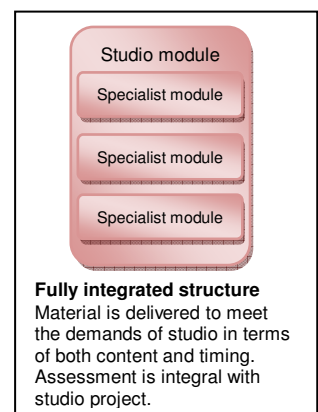 Studio module
Specialist module
Specialist module
Specialist module
Fully integrated structure
Material is delivered to meet
the demands of studio in terms
of both content and timing.
Assessment is integral with
studio project.